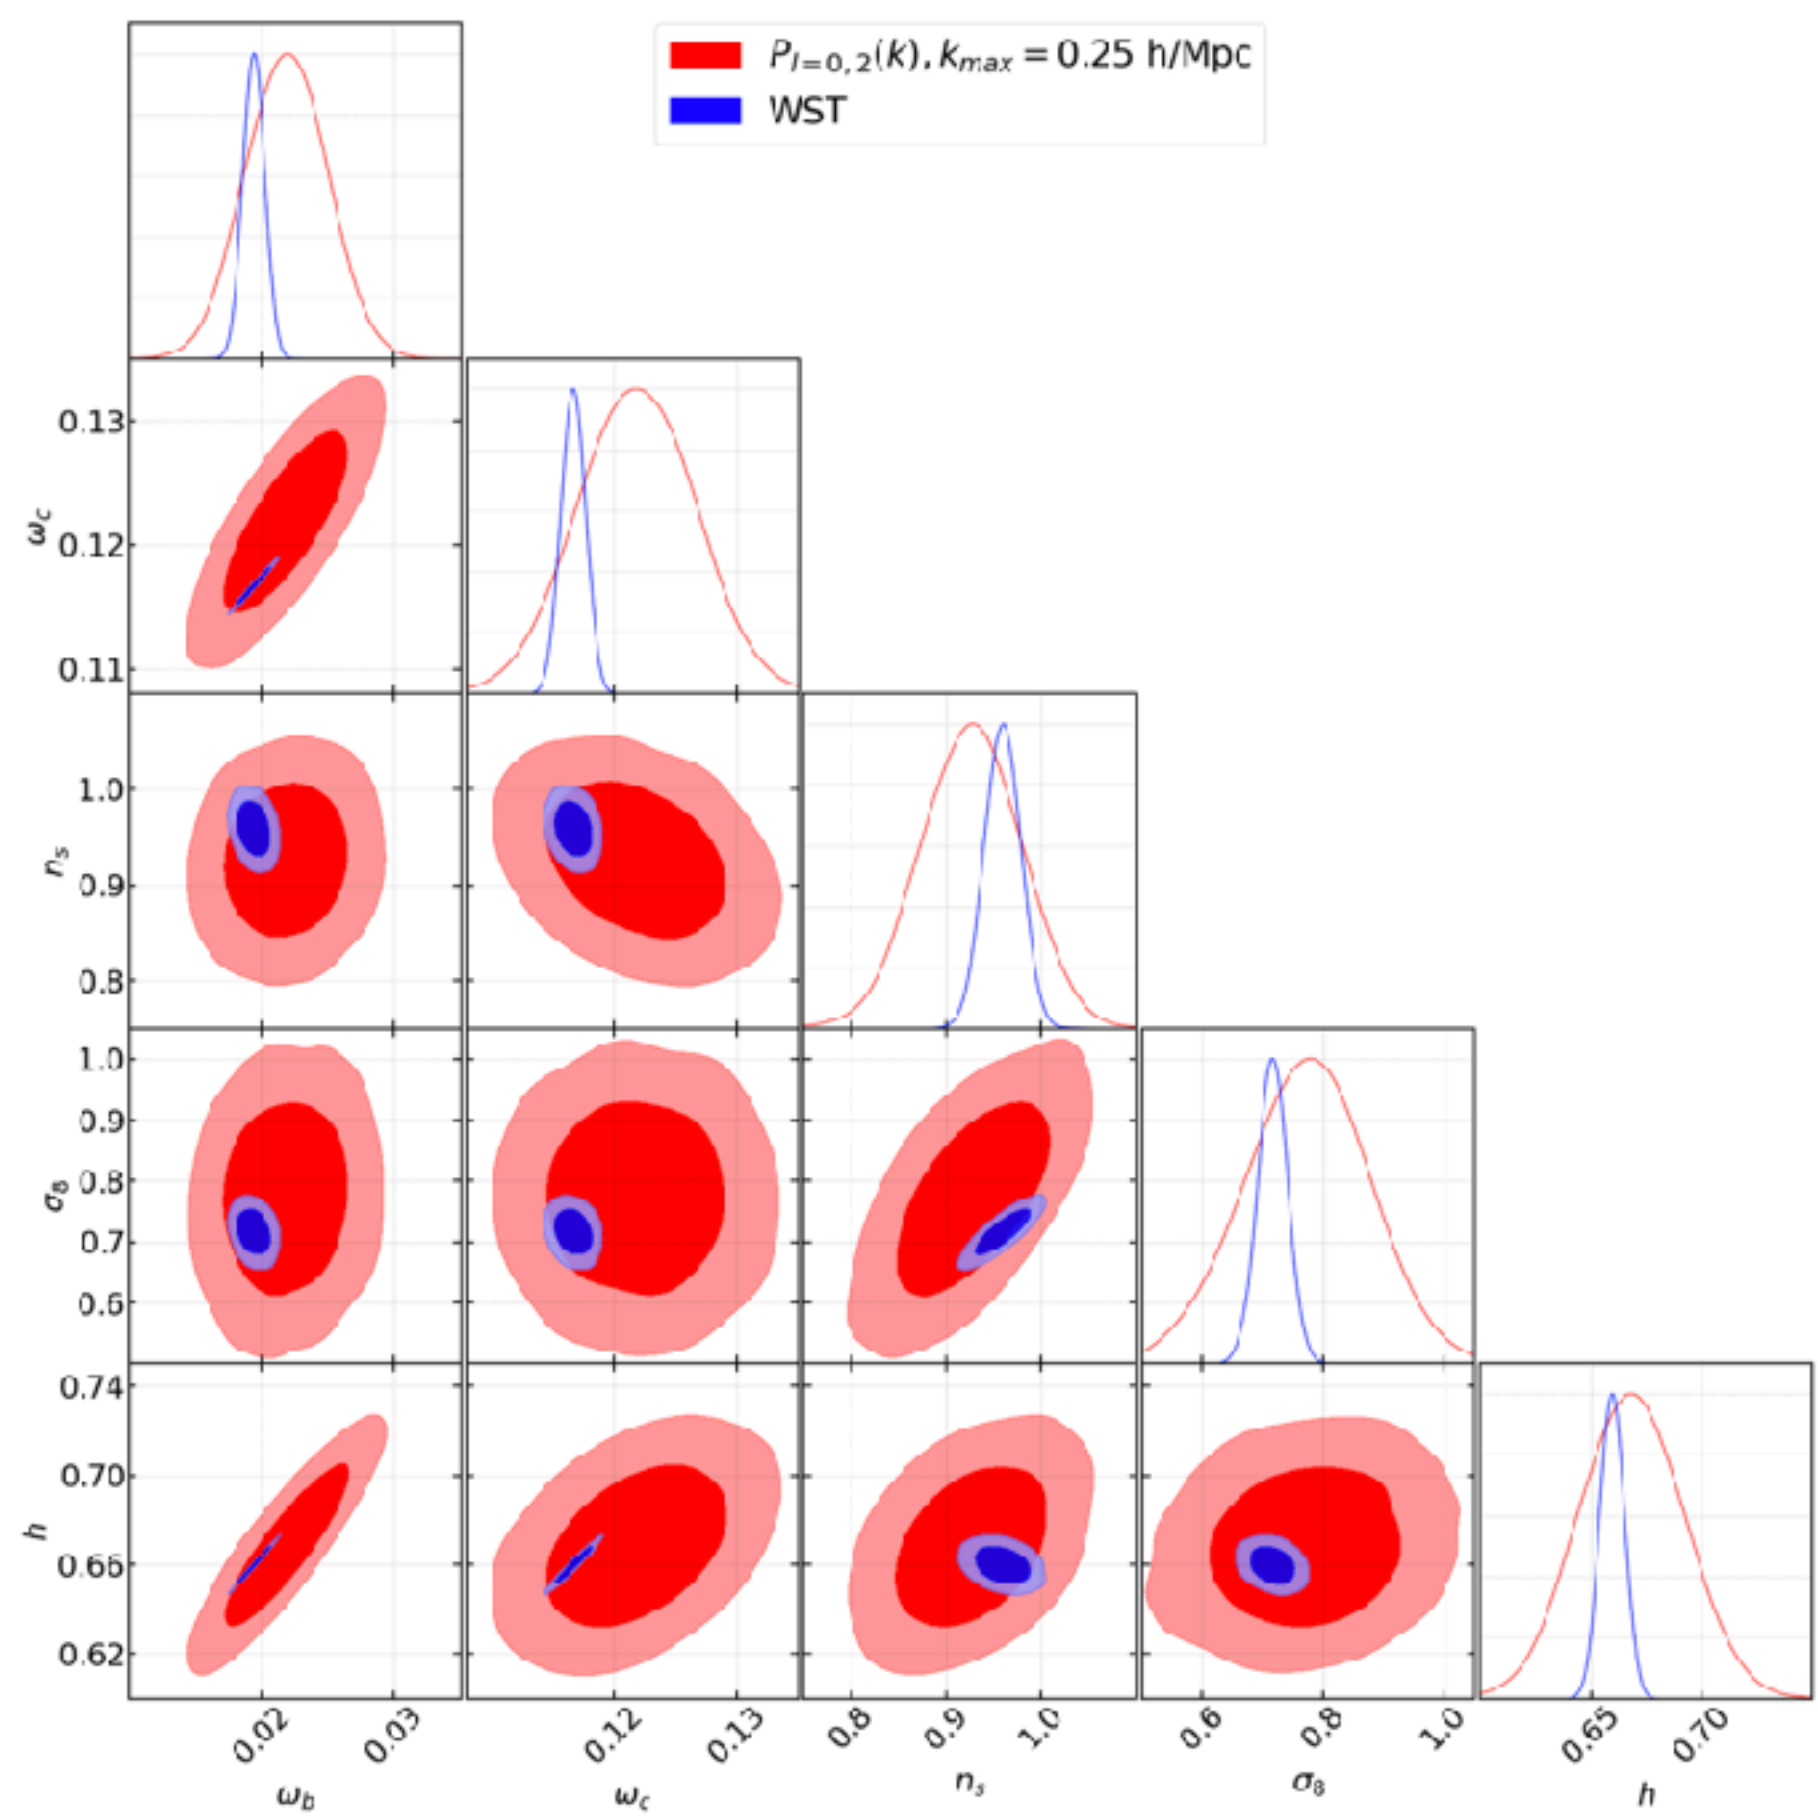 P_{l=0,2}(k), k_{max} = 0.25 h/Mpc
WST
0.13
ω_c
0.12
0.11
1.0
n_s
0.9
0.8
1.0
0.9
σ_8
0.8
0.7
0.6
0.74
0.70
h
0.66
0.62
0.02 0.03 0.12 0.13 0.8 0.9 1.0 0.6 0.8 1.0 0.65 0.70
ω_b ω_c n_s σ_8 h